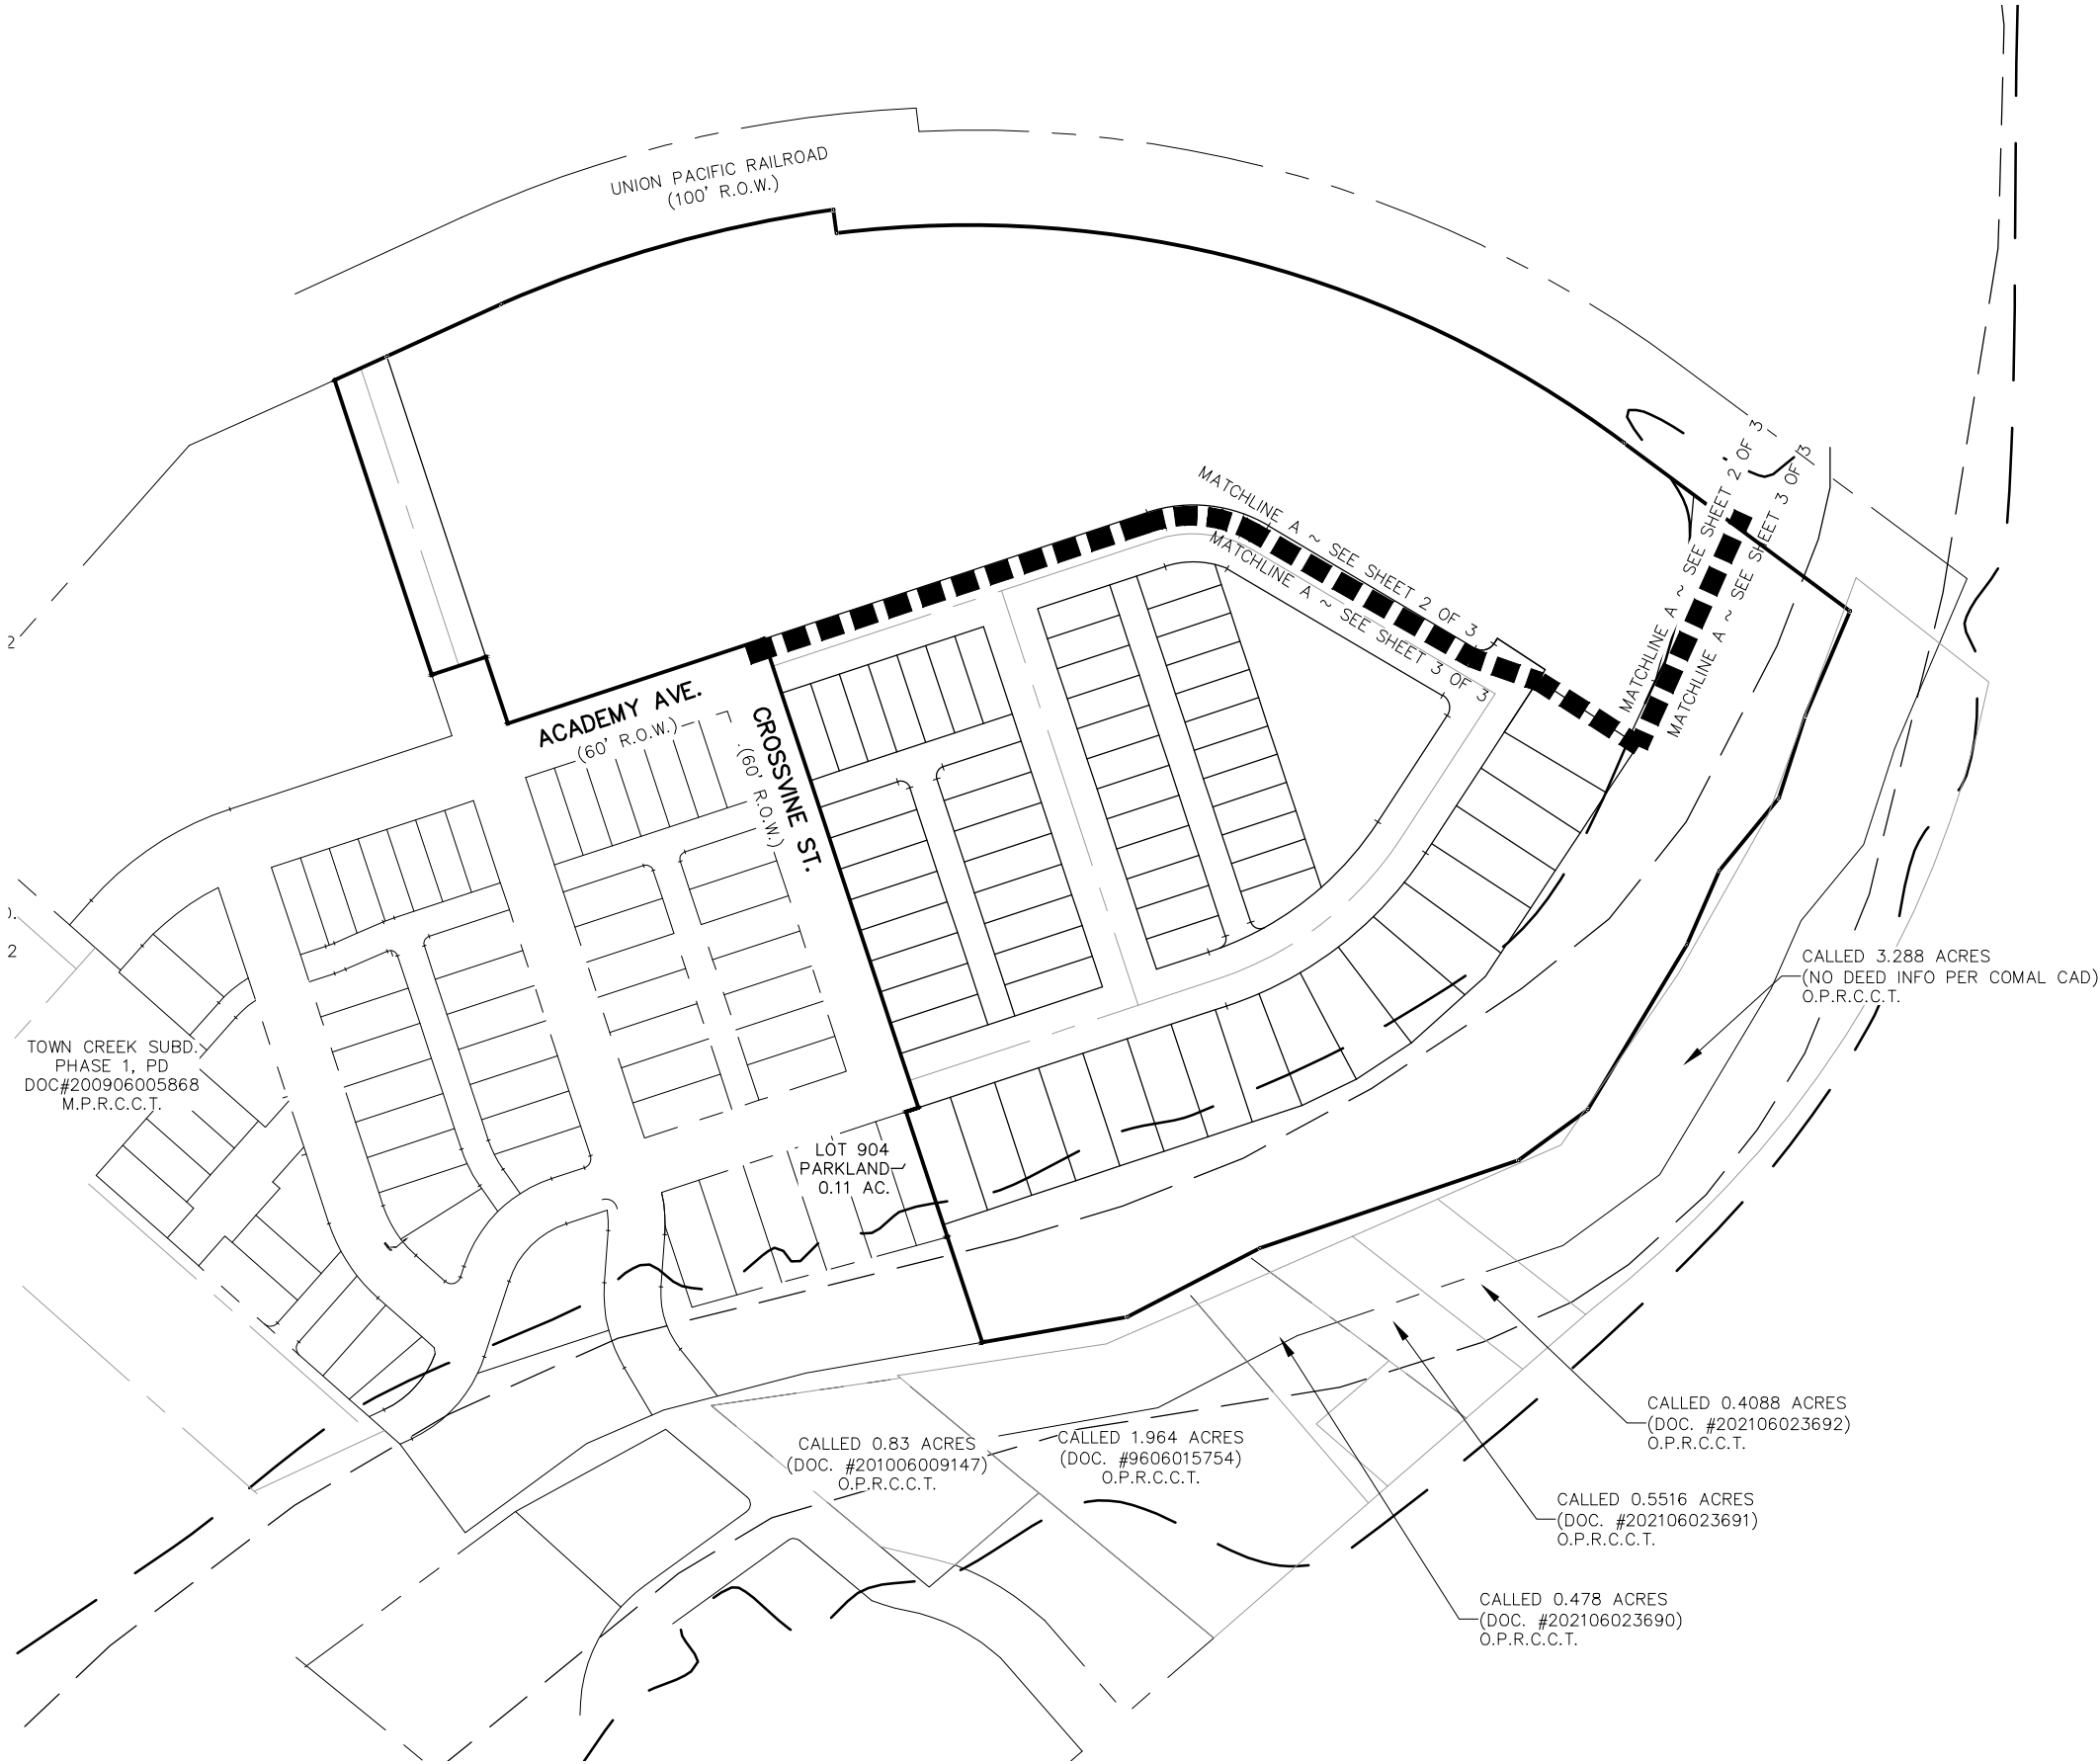 UNION PACIFIC RAILROAD
(100' R.O.W.)
MATCHLINE A ~ SEE SHEET 2 OF 3
MATCHLINE A ~ SEE SHEET 3 OF 3
MATCHLINE A ~ SEE SHEET 2 OF 3
MATCHLINE A ~ SEE SHEET 3 OF 3
2
ACADEMY AVE.
(60' R.O.W.)
CROSSVINE ST.
(60' R.O.W.)
).
2
CALLED 3.288 ACRES
(NO DEED INFO PER COMAL CAD)
O.P.R.C.C.T.
TOWN CREEK SUBD.
PHASE 1, PD
DOC#200906005868
M.P.R.C.C.T.
LOT 904
PARKLAND
0.11 AC.
CALLED 0.83 ACRES
(DOC. #201006009147)
O.P.R.C.C.T.
CALLED 1.964 ACRES
(DOC. #9606015754)
O.P.R.C.C.T.
CALLED 0.4088 ACRES
(DOC. #202106023692)
O.P.R.C.C.T.
CALLED 0.5516 ACRES
(DOC. #202106023691)
O.P.R.C.C.T.
CALLED 0.478 ACRES
(DOC. #202106023690)
O.P.R.C.C.T.